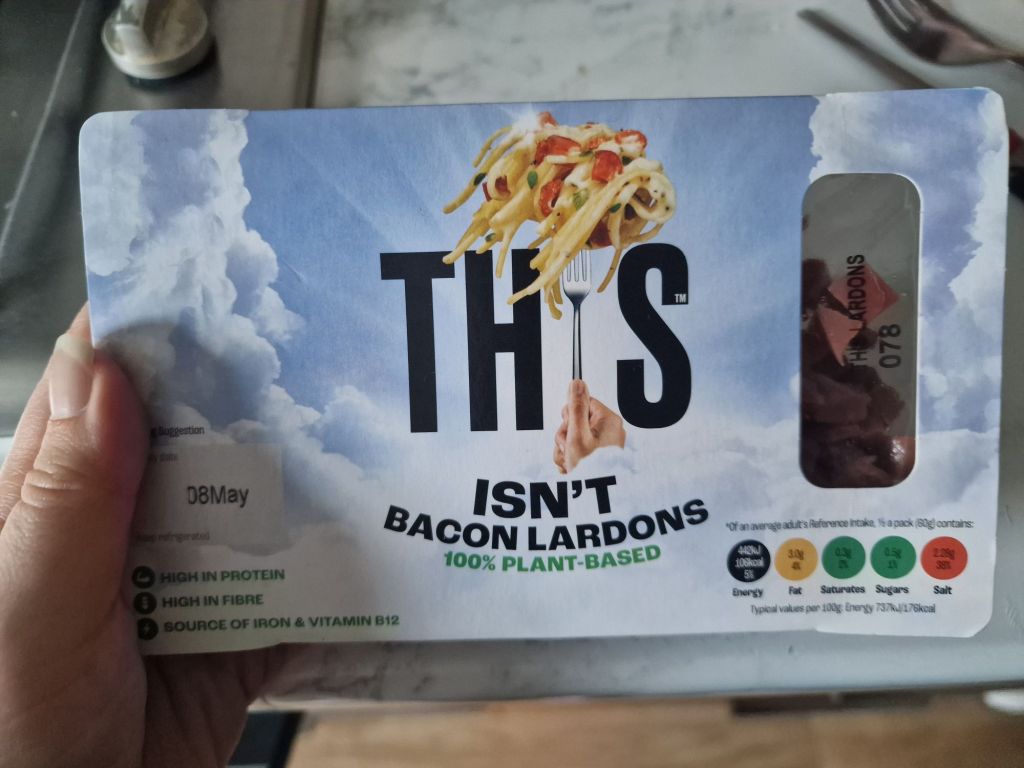 THIS™
ISN'T
BACON LARDONS
100% PLANT-BASED
Suggestion
08May
Keep refrigerated
HIGH IN PROTEIN
HIGH IN FIBRE
SOURCE OF IRON & VITAMIN B12
LARDONS
078
*Of an average adult's Reference Intake, ½ a pack (60g) contains:
442kJ 3.0g 0.3g 0.5g 2.28g
106kcal 4% 2% 1% 38%
5%
Energy Fat Saturates Sugars Salt
Typical values per 100g: Energy 737kJ/176kcal